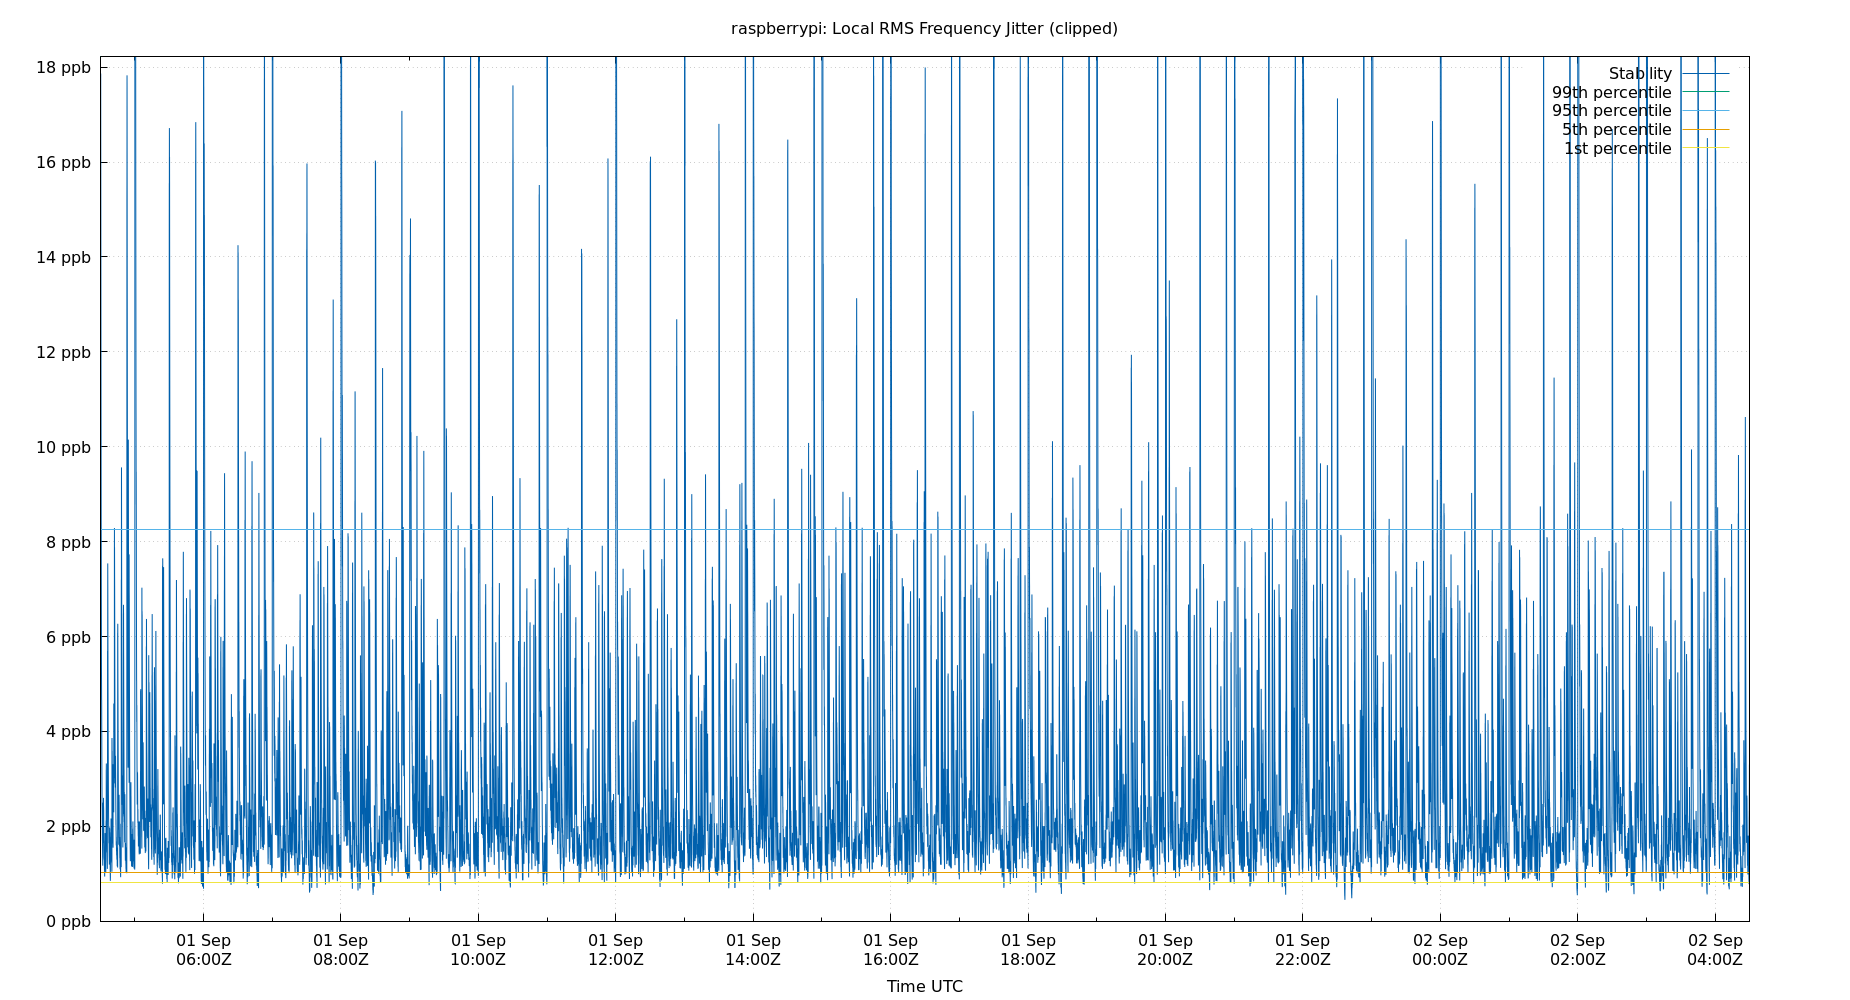 raspberrypi: Local RMS Frequency Jitter (clipped)
18 ppb
16 ppb
14 ppb
12 ppb
10 ppb
8 ppb
6 ppb
4 ppb
2 ppb
0 ppb
Stability
99th percentile
95th percentile
5th percentile
1st percentile
01 Sep 01 Sep 01 Sep 01 Sep 01 Sep 01 Sep 01 Sep 01 Sep 01 Sep 02 Sep 02 Sep 02 Sep
06:00Z 08:00Z 10:00Z 12:00Z 14:00Z 16:00Z 18:00Z 20:00Z 22:00Z 00:00Z 02:00Z 04:00Z
Time UTC